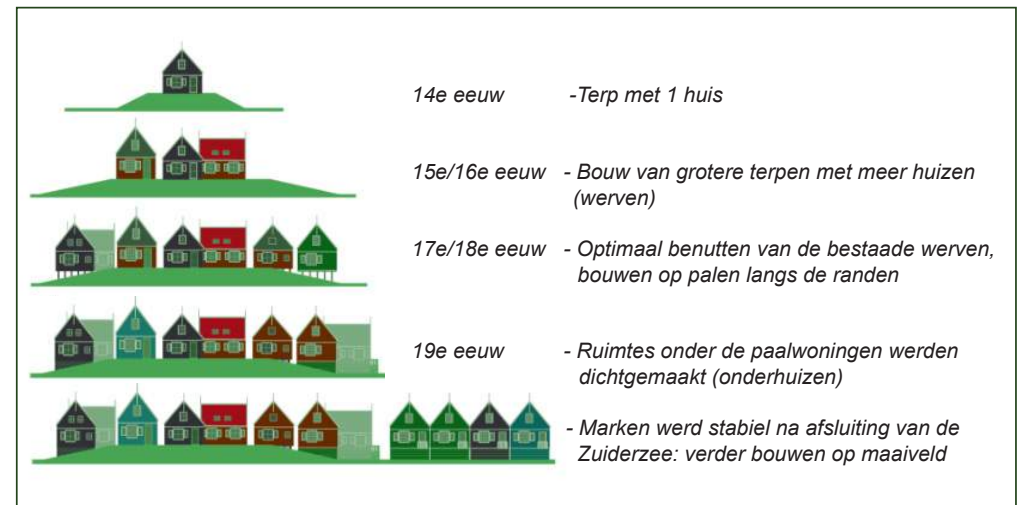 14e eeuw -Terp met 1 huis
15e/16e eeuw - Bouw van grotere terpen met meer huizen
(werven)
17e/18e eeuw - Optimaal benutten van de bestaade werven,
bouwen op palen langs de randen
19e eeuw - Ruimtes onder de paalwoningen werden
dichtgemaakt (onderhuizen)
- Marken werd stabiel na afsluiting van de
Zuiderzee: verder bouwen op maaiveld